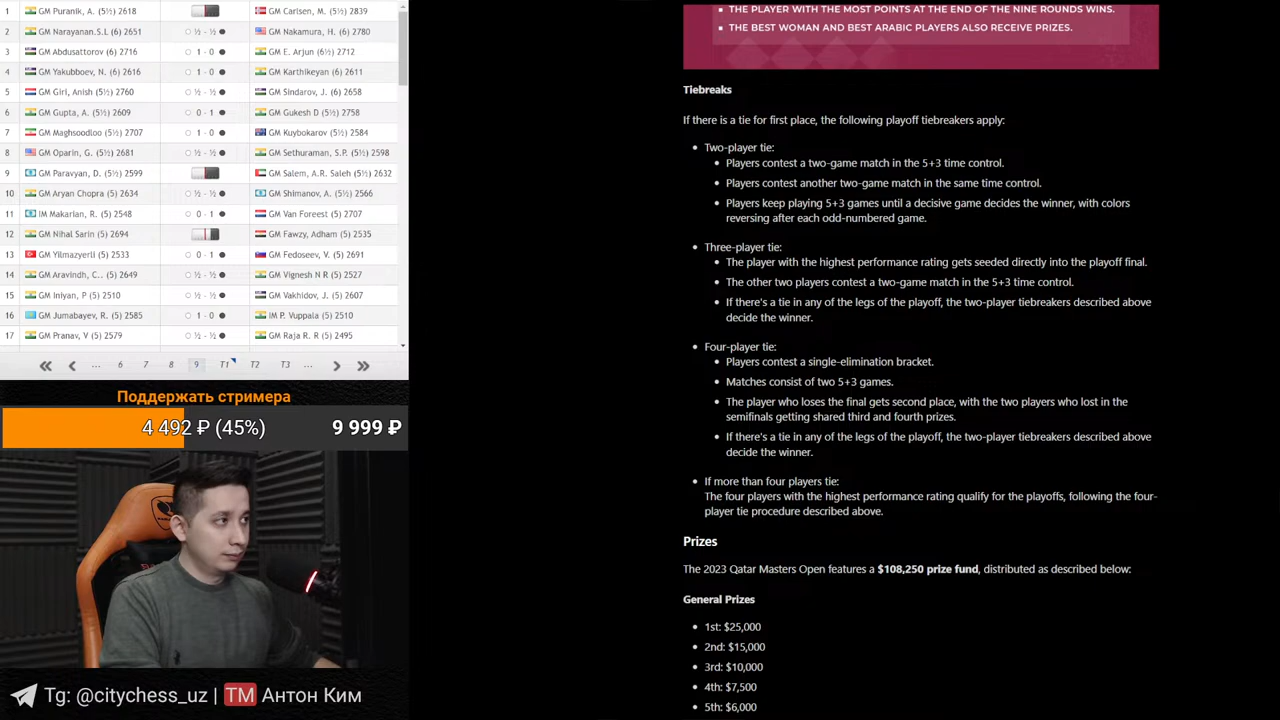 1 GM Puranik, A. (5½) 2618 GM Carlsen, M. (5½) 2839
2 GM Narayanan.S.L (6) 2651 ½ - ½ GM Nakamura, H. (6) 2780
3 GM Abdusattorov (6) 2716 1 - 0 GM E. Arjun (6) 2712
4 GM Yakubboev, N. (6) 2616 1 - 0 GM Karthikeyan (6) 2611
5 GM Giri, Anish (5½) 2760 ½ - ½ GM Sindarov, J. (6) 2658
6 GM Gupta, A. (5½) 2609 0 - 1 GM Gukesh D (5½) 2758
7 GM Maghsoodloo (5½) 2707 1 - 0 GM Kuybokarov (5½) 2584
8 GM Oparin, G. (5½) 2681 ½ - ½ GM Sethuraman, S.P. (5½) 2598
9 GM Paravyan, D. (5½) 2599 GM Salem, A.R. Saleh (5½) 2632
10 GM Aryan Chopra (5) 2634 ½ - ½ GM Shimanov, A. (5½) 2566
11 IM Makarian, R. (5) 2548 0 - 1 GM Van Foreest (5) 2707
12 GM Nihal Sarin (5) 2694 GM Fawzy, Adham (5) 2535
13 GM Yilmazyerli (5) 2533 0 - 1 GM Fedoseev, V. (5) 2691
14 GM Aravindh, C.. (5) 2649 ½ - ½ GM Vignesh N R (5) 2527
15 GM Iniyan, P (5) 2510 ½ - ½ GM Vakhidov, J. (5) 2607
16 GM Jumabayev, R. (5) 2585 1 - 0 IM P. Vuppala (5) 2510
17 GM Pranav, V (5) 2579 ½ - ½ GM Raja R. R (5) 2495
... 6 7 8 9 T1 T2 T3 ...
Поддержать стримера
4 492 ₽ (45%) 9 999 ₽
Tg: @citychess_uz | TM Антон Ким
THE PLAYER WITH THE MOST POINTS AT THE END OF THE NINE ROUNDS WINS.
THE BEST WOMAN AND BEST ARABIC PLAYERS ALSO RECEIVE PRIZES.
Tiebreaks
If there is a tie for first place, the following playoff tiebreakers apply:
Two-player tie:
Players contest a two-game match in the 5+3 time control.
Players contest another two-game match in the same time control.
Players keep playing 5+3 games until a decisive game decides the winner, with colors
reversing after each odd-numbered game.
Three-player tie:
The player with the highest performance rating gets seeded directly into the playoff final.
The other two players contest a two-game match in the 5+3 time control.
If there's a tie in any of the legs of the playoff, the two-player tiebreakers described above
decide the winner.
Four-player tie:
Players contest a single-elimination bracket.
Matches consist of two 5+3 games.
The player who loses the final gets second place, with the two players who lost in the
semifinals getting shared third and fourth prizes.
If there's a tie in any of the legs of the playoff, the two-player tiebreakers described above
decide the winner.
If more than four players tie:
The four players with the highest performance rating qualify for the playoffs, following the four-
player tie procedure described above.
Prizes
The 2023 Qatar Masters Open features a $108,250 prize fund, distributed as described below:
General Prizes
1st: $25,000
2nd: $15,000
3rd: $10,000
4th: $7,500
5th: $6,000